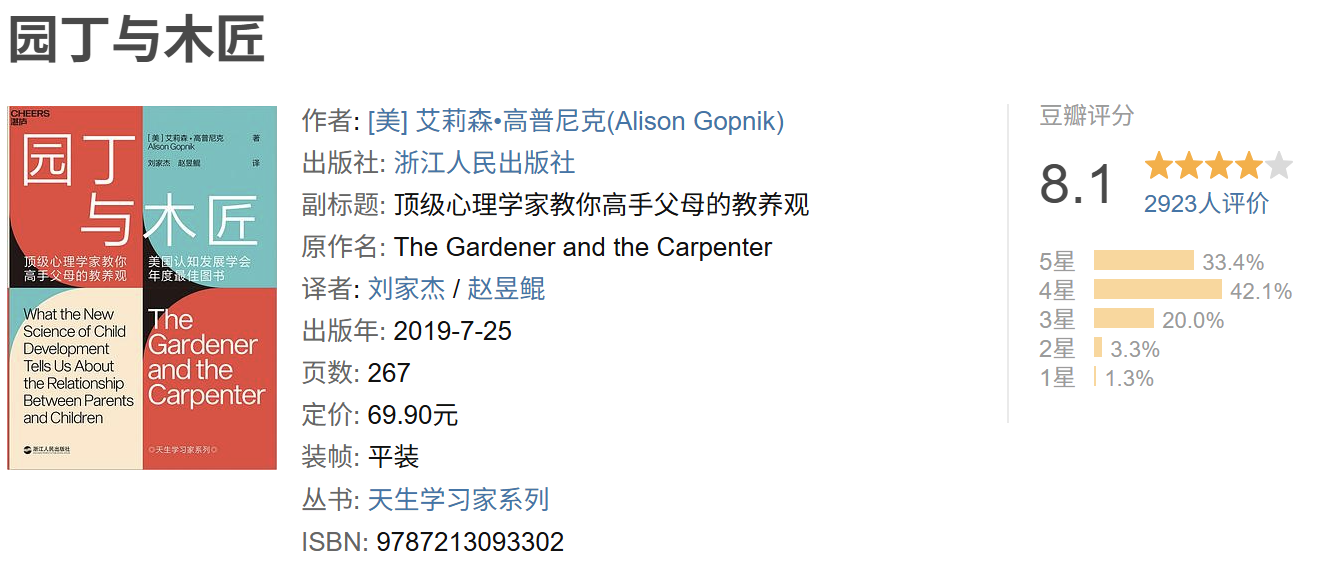 园丁与木匠
CHEERS
湛庐
园丁
与木匠
[美] 艾莉森·高普尼克 著
Alison Gopnik
刘家杰 赵昱鲲 译
顶级心理学家教你
高手父母的教养观
美国认知发展学会
年度最佳图书
What the New
Science of Child
Development
Tells Us About
the Relationship
Between Parents
and Children
The
Gardener
and the
Carpenter
浙江人民出版社
◎天生学习家系列◎
作者: [美] 艾莉森•高普尼克(Alison Gopnik)
出版社: 浙江人民出版社
副标题: 顶级心理学家教你高手父母的教养观
原作名: The Gardener and the Carpenter
译者: 刘家杰 / 赵昱鲲
出版年: 2019-7-25
页数: 267
定价: 69.90元
装帧: 平装
丛书: 天生学习家系列
ISBN: 9787213093302
豆瓣评分
8.1
2923人评价
5星 33.4%
4星 42.1%
3星 20.0%
2星 3.3%
1星 1.3%